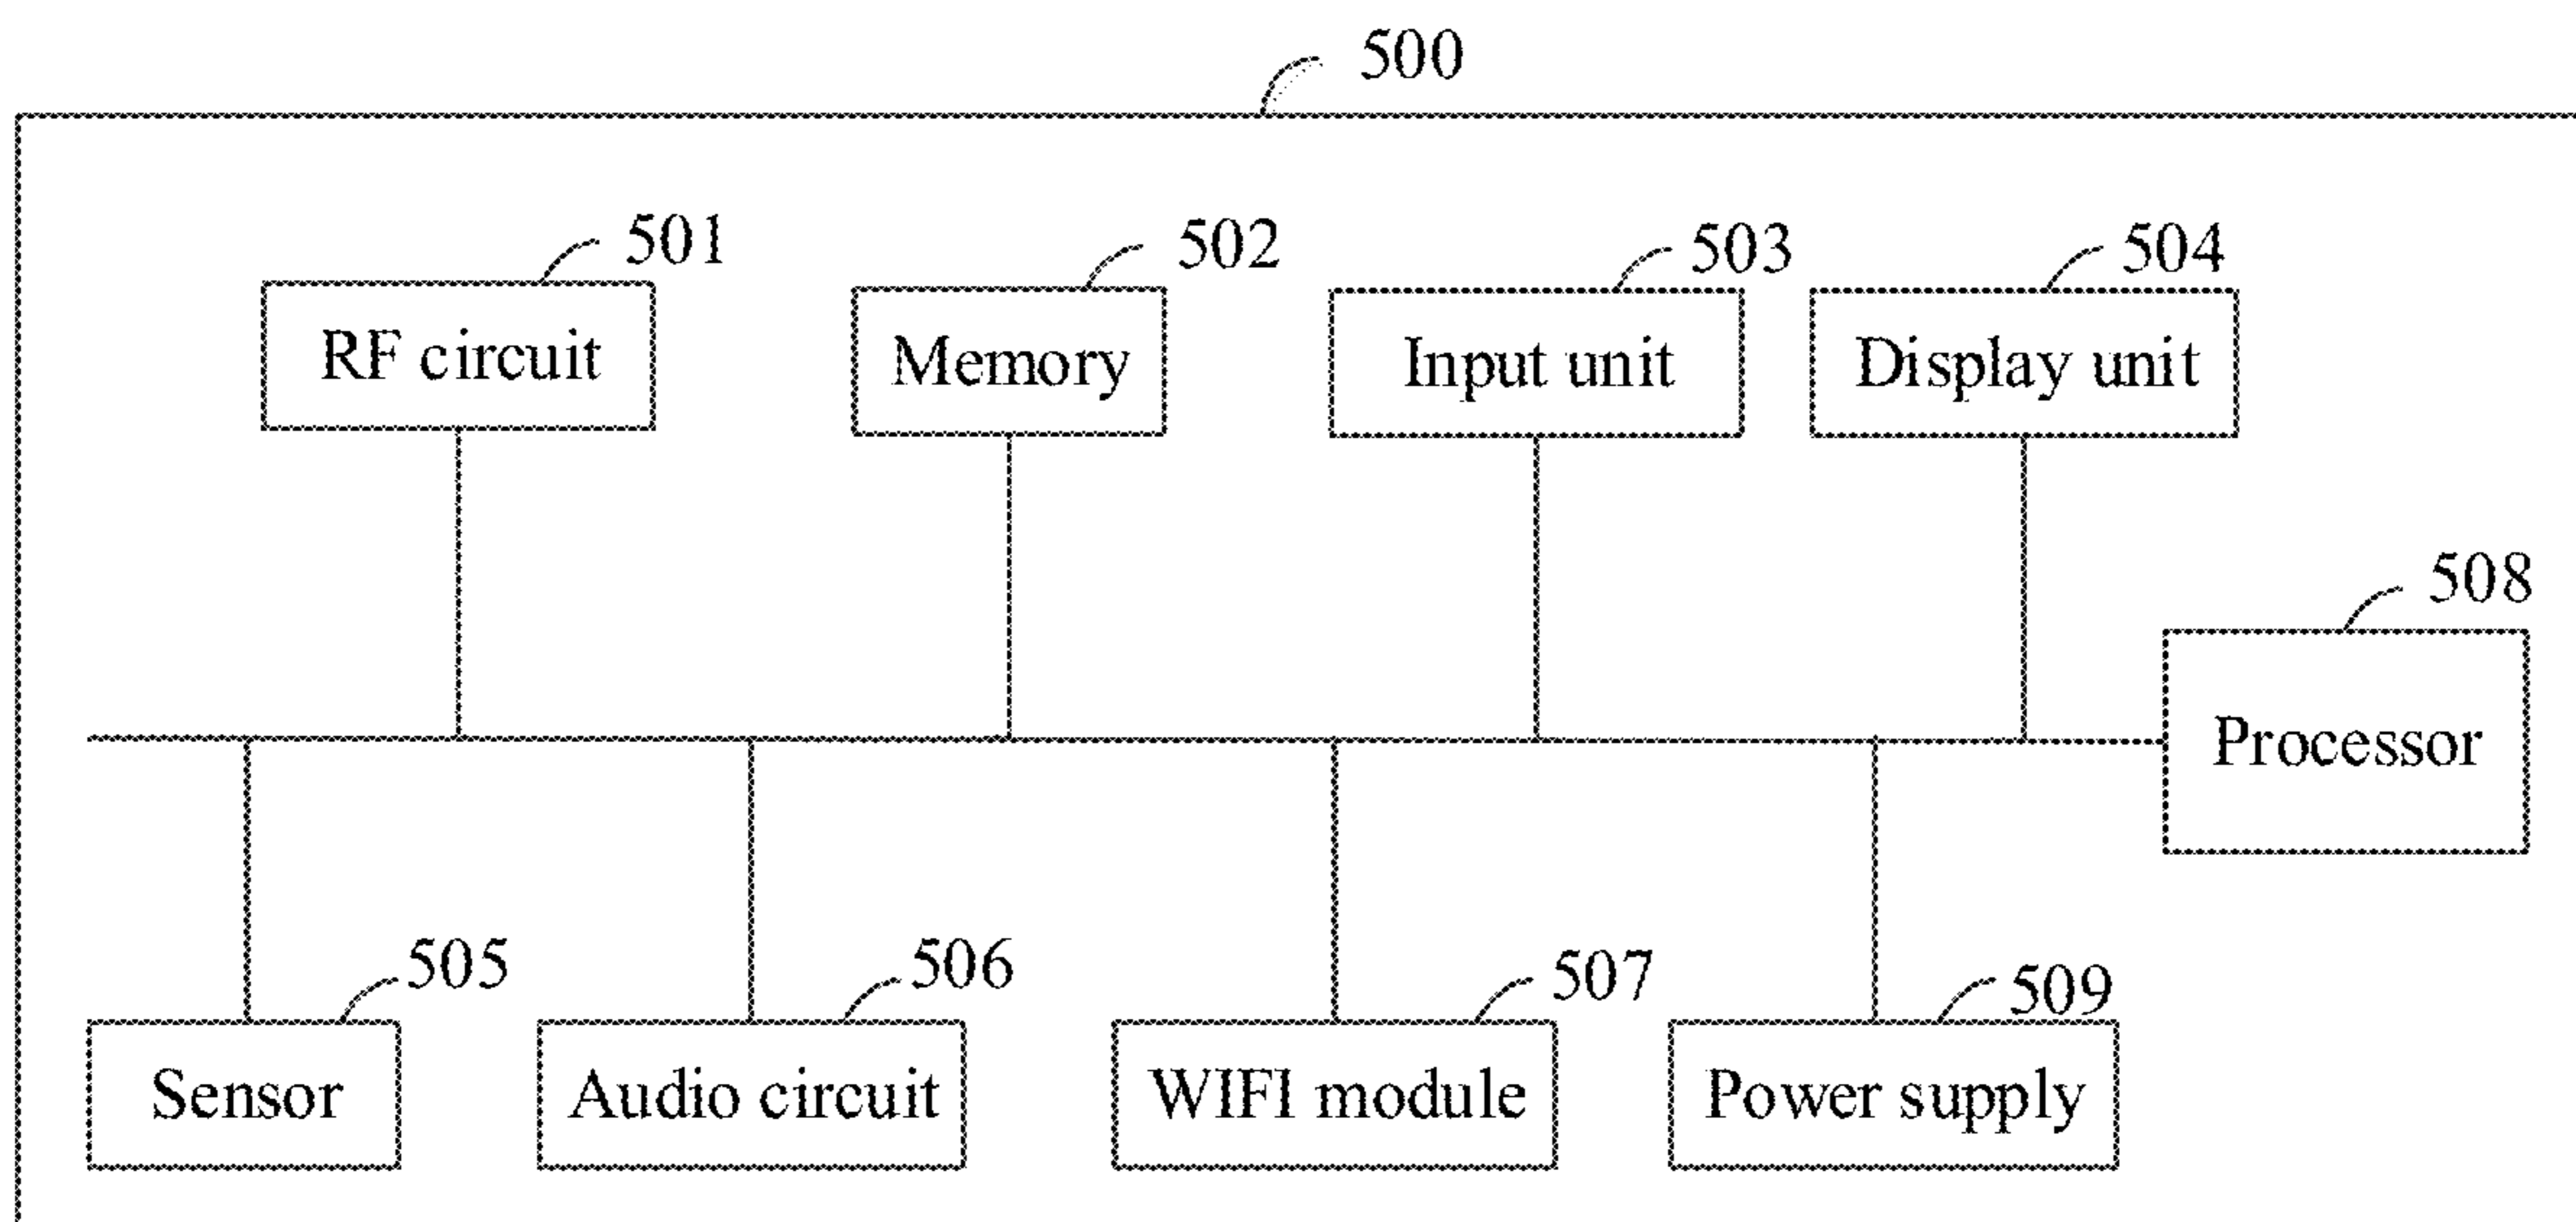 500
501
502
503
504
RF circuit
Memory
Input unit
Display unit
508
Processor
505
506
507
509
Sensor
Audio circuit
WIFI module
Power supply